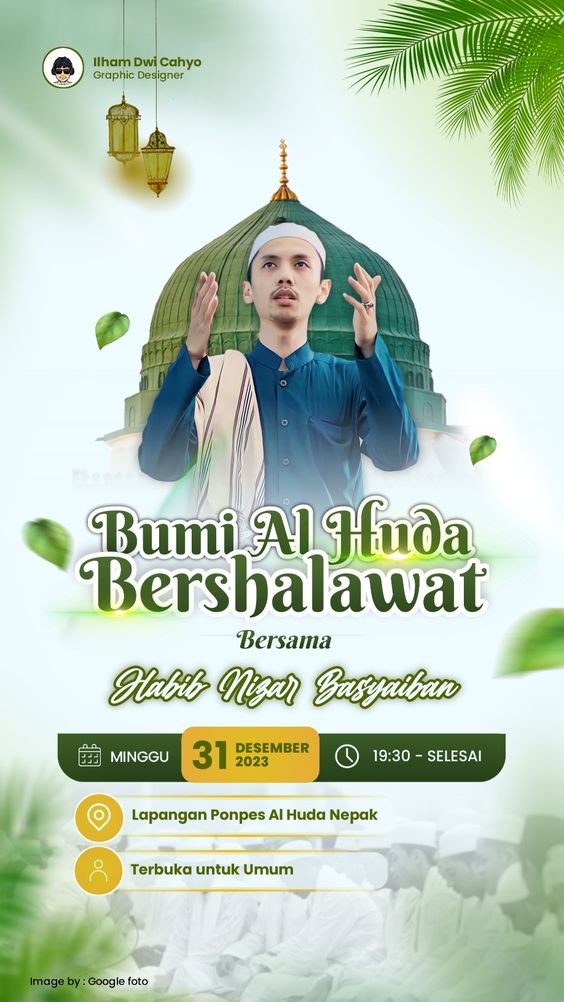 Ilham Dwi Cahyo
Graphic Designer
Bumi Al Huda
Bershalawat
Bersama
Habib Nizar Basyaiban
MINGGU
31 DESEMBER
2023
19:30 - SELESAI
Lapangan Ponpes Al Huda Nepak
Terbuka untuk Umum
Image by : Google foto